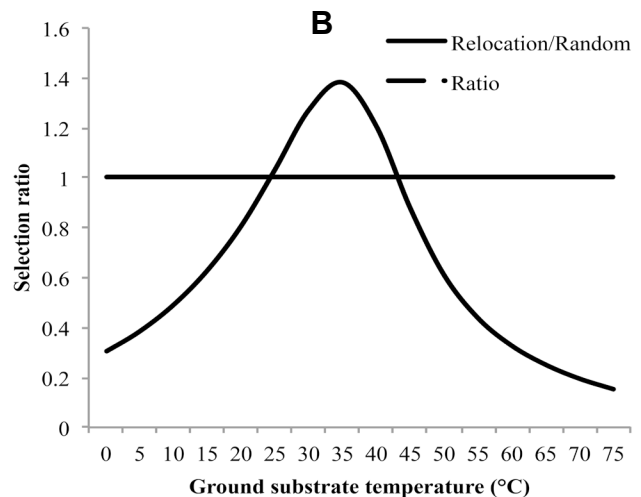 B
Relocation/Random
Ratio
1.6
1.4
1.2
1
0.8
0.6
0.4
0.2
0
Selection ratio
0 5 10 15 20 25 30 35 40 45 50 55 60 65 70 75
Ground substrate temperature (°C)